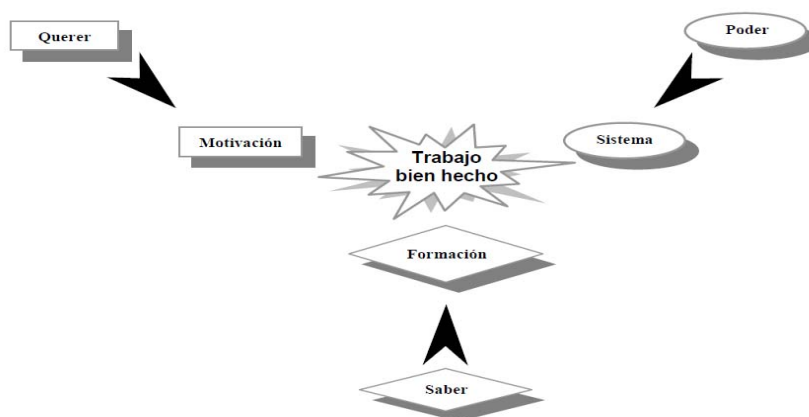 Querer
Poder
Motivación
Trabajo
bien hecho
Sistema
Formación
Saber